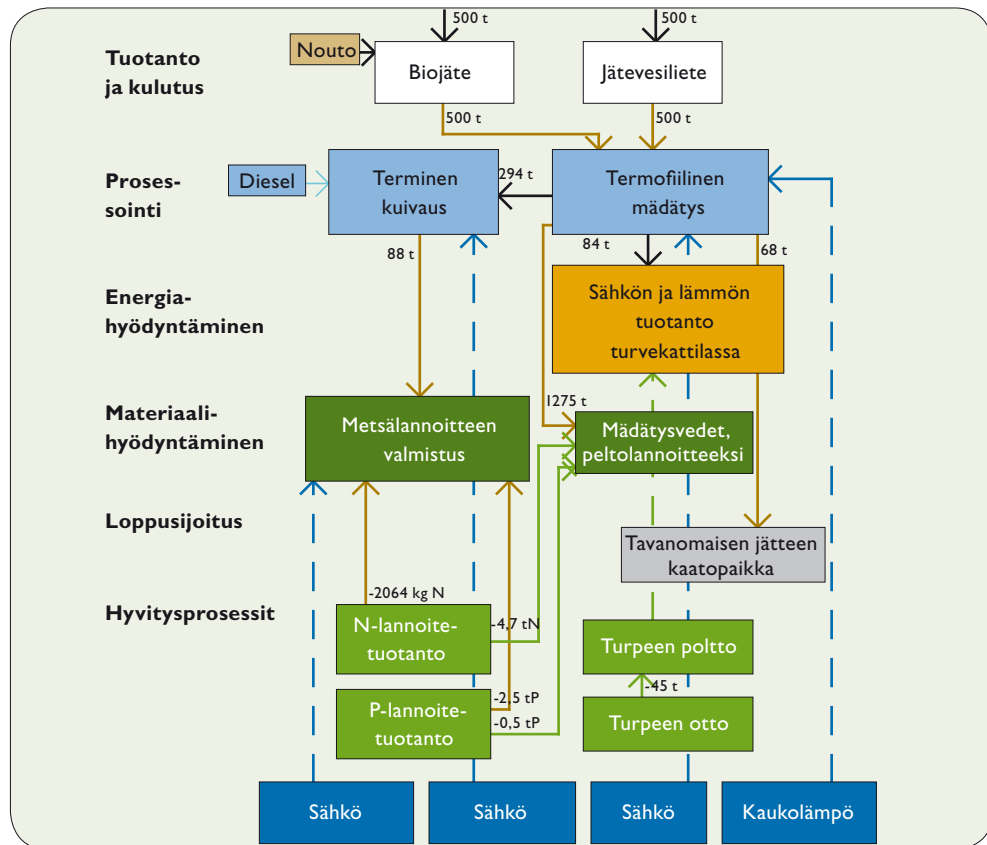 500 t
500 t
Tuotanto
ja kulutus
Nouto
Biojäte
Jätevesiliete
500 t
500 t
Proses-
sointi
Diesel
Terminen
kuivaus
294 t
Termofiilinen
mädätys
88 t
84 t
68 t
Energia-
hyödyntäminen
Sähkön ja lämmön
tuotanto
turvekattilassa
Materiaali-
hyödyntäminen
Metsälannoitteen
valmistus
1275 t
Mädätysvedet,
peltolannoitteeksi
Loppusijoitus
Tavanomaisen jätteen
kaatopaikka
Hyvitysprosessit
-2064 kg N
N-lannoite-
tuotanto
-4,7 tN
Turpeen poltto
P-lannoite-
tuotanto
-2,5 tP
-0,5 tP
-45 t
Turpeen otto
Sähkö
Sähkö
Sähkö
Kaukolämpö